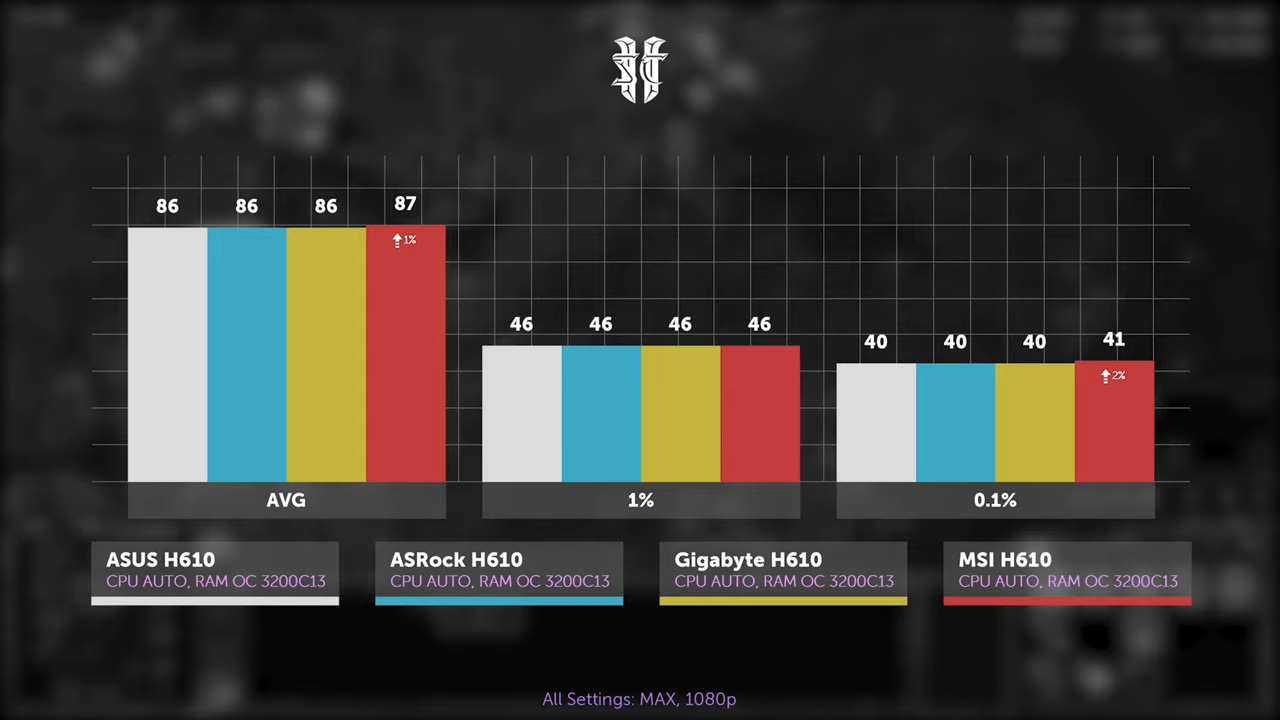 86 86 86 87
1%
46 46 46 46
40 40 40 41
2%
AVG 1% 0.1%
ASUS H610
CPU AUTO, RAM OC 3200C13
ASRock H610
CPU AUTO, RAM OC 3200C13
Gigabyte H610
CPU AUTO, RAM OC 3200C13
MSI H610
CPU AUTO, RAM OC 3200C13
All Settings: MAX, 1080p